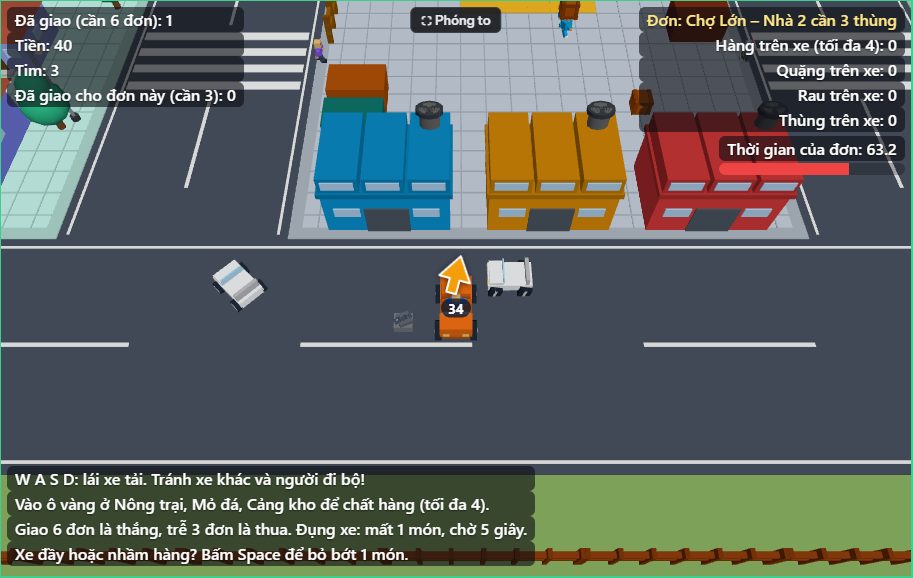 Đã giao (cần 6 đơn): 1
Tiền: 40
Tim: 3
Đã giao cho đơn này (cần 3): 0
Phóng to
Đơn: Chợ Lớn – Nhà 2 cần 3 thùng
Hàng trên xe (tối đa 4): 0
Quặng trên xe: 0
Rau trên xe: 0
Thùng trên xe: 0
Thời gian của đơn: 63.2
34
W A S D: lái xe tải. Tránh xe khác và người đi bộ!
Vào ô vàng ở Nông trại, Mỏ đá, Cảng kho để chất hàng (tối đa 4).
Giao 6 đơn là thắng, trễ 3 đơn là thua. Đụng xe: mất 1 món, chờ 5 giây.
Xe đầy hoặc nhầm hàng? Bấm Space để bỏ bớt 1 món.